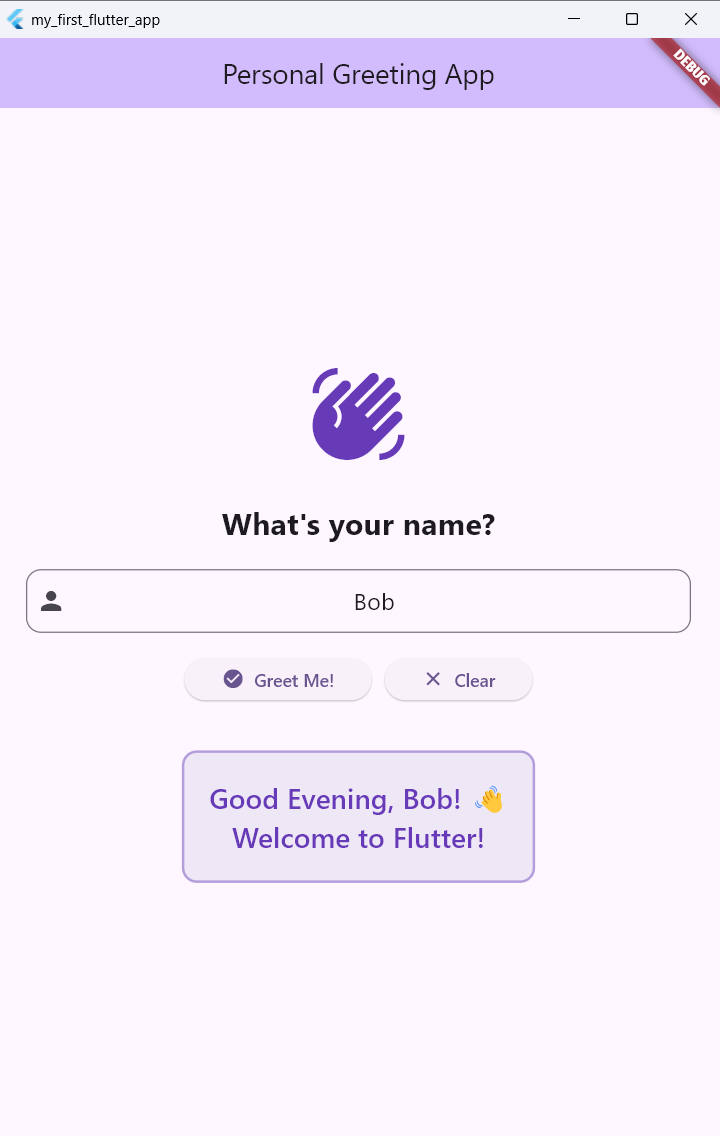 my_first_flutter_app
Personal Greeting App
DEBUG
What's your name?
Bob
Greet Me!
Clear
Good Evening, Bob! 👋
Welcome to Flutter!